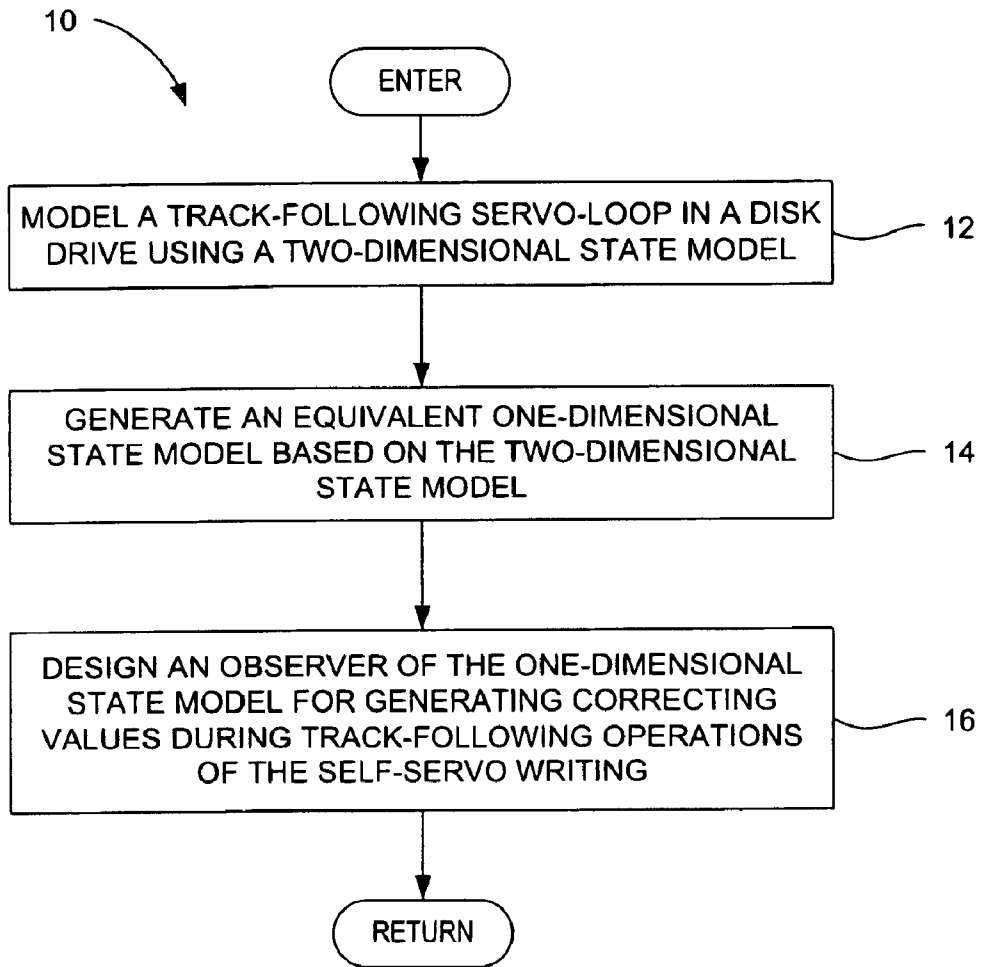 10
ENTER
MODEL A TRACK-FOLLOWING SERVO-LOOP IN A DISK
DRIVE USING A TWO-DIMENSIONAL STATE MODEL
12
GENERATE AN EQUIVALENT ONE-DIMENSIONAL
STATE MODEL BASED ON THE TWO-DIMENSIONAL
STATE MODEL
14
DESIGN AN OBSERVER OF THE ONE-DIMENSIONAL
STATE MODEL FOR GENERATING CORRECTING
VALUES DURING TRACK-FOLLOWING OPERATIONS
OF THE SELF-SERVO WRITING
16
RETURN